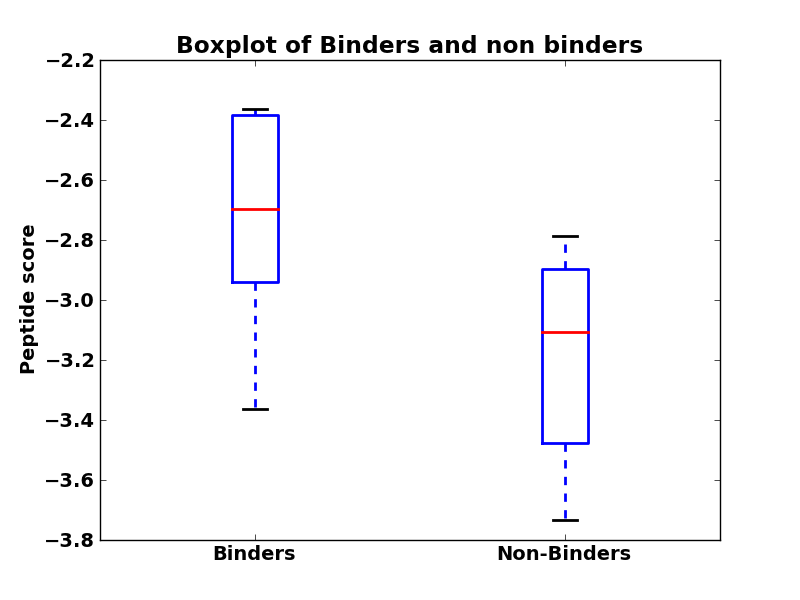 Boxplot of Binders and non binders
Peptide score
−2.2
−2.4
−2.6
−2.8
−3.0
−3.2
−3.4
−3.6
−3.8
Binders
Non-Binders